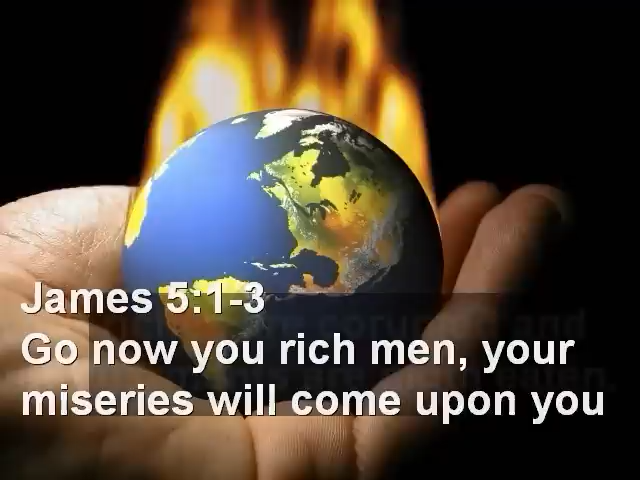 James 5:1-3
Go now you rich men, your
miseries will come upon you